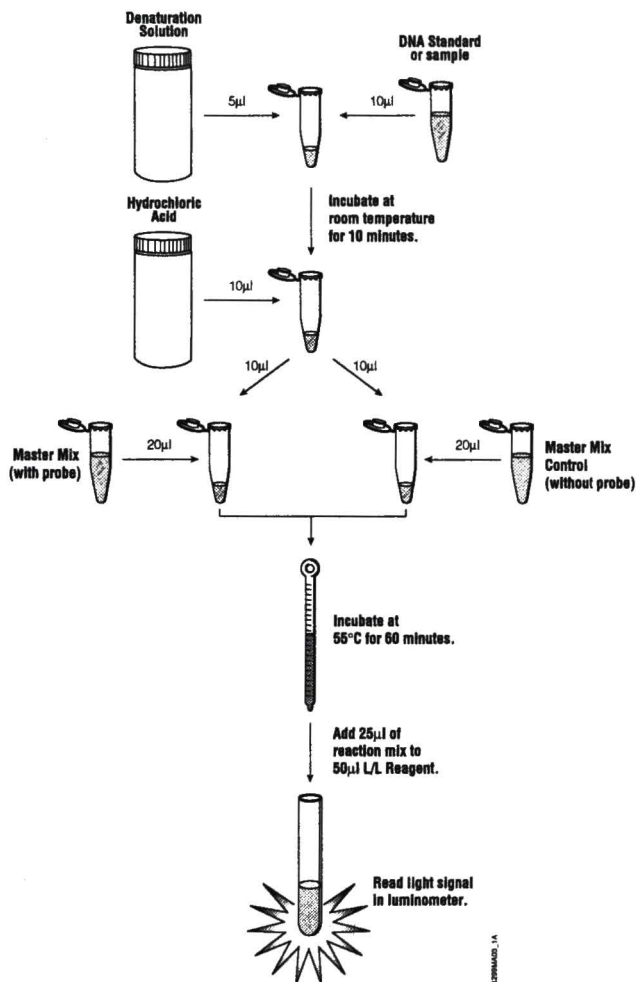 Denaturation
Solution
DNA Standard
or sample
5µl
10µl
Incubate at
room temperature
for 10 minutes.
Hydrochloric
Acid
10µl
10µl
10µl
Master Mix
(with probe)
20µl
20µl
Master Mix
Control
(without probe)
Incubate at
55°C for 60 minutes.
Add 25µl of
reaction mix to
50µl L/L Reagent.
Read light signal
in luminometer.